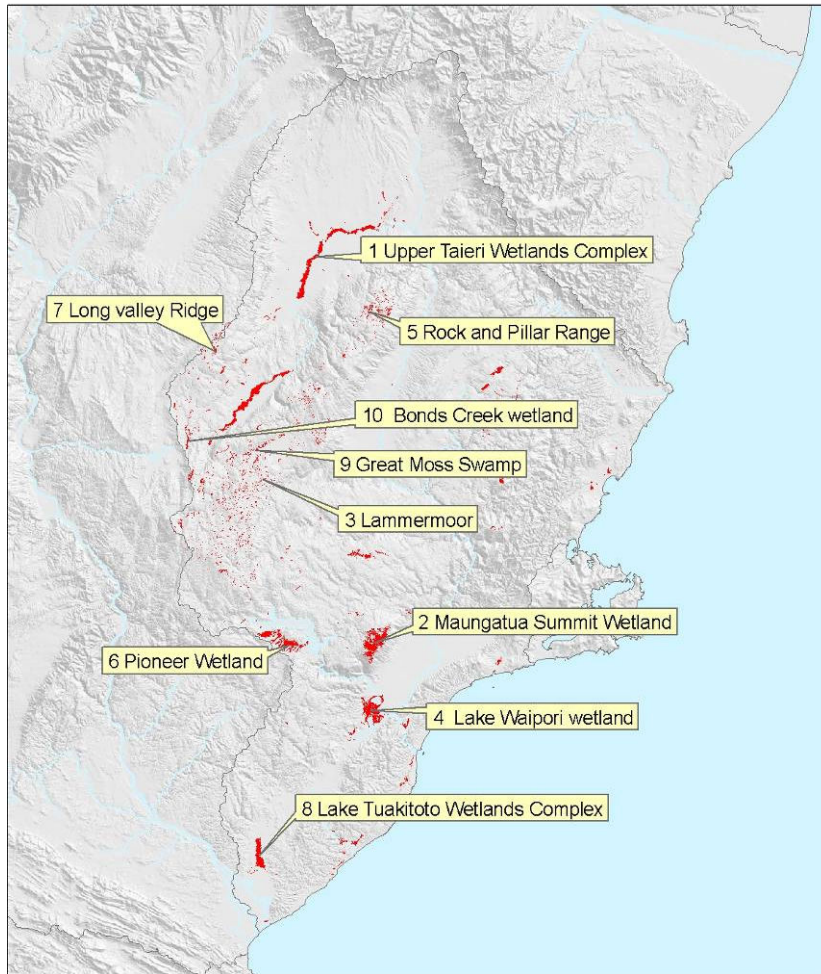 1 Upper Taieri Wetlands Complex
7 Long valley Ridge
5 Rock and Pillar Range
10 Bonds Creek wetland
9 Great Moss Swamp
3 Lammermoor
2 Maungatua Summit Wetland
6 Pioneer Wetland
4 Lake Waipori wetland
8 Lake Tuakitoto Wetlands Complex